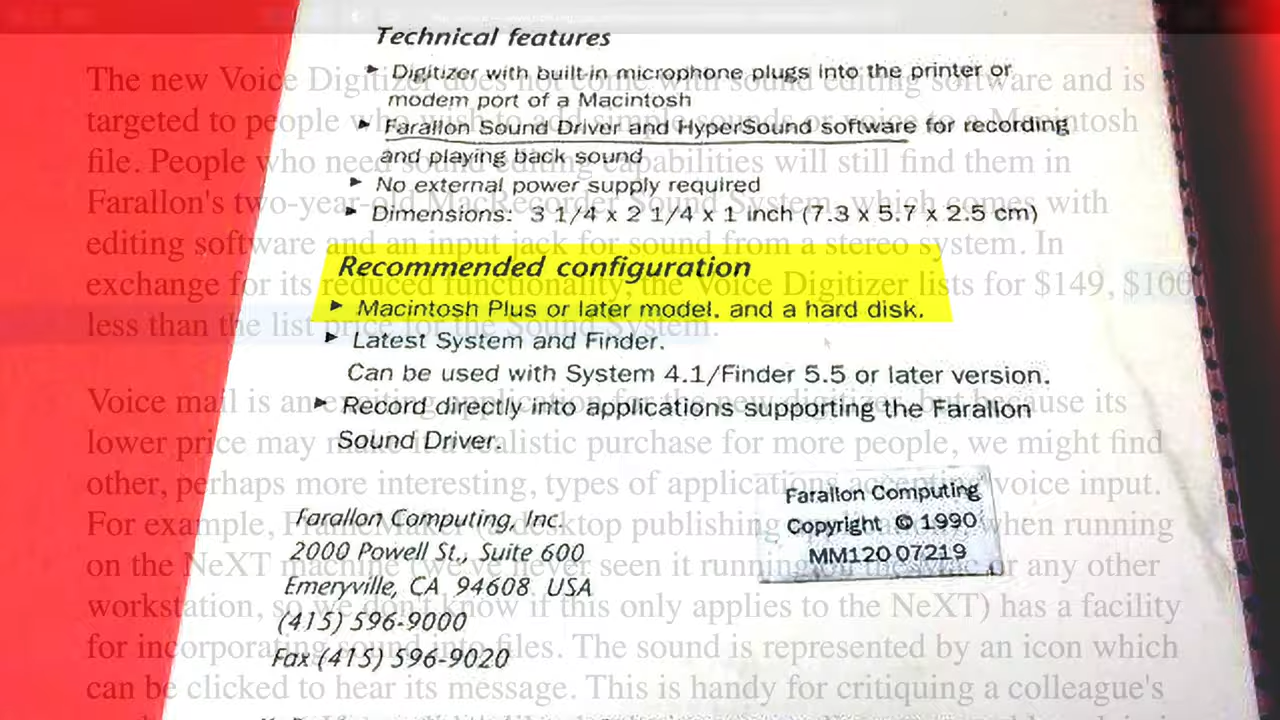 Technical features
► Digitizer with built-in microphone plugs into the printer or
modem port of a Macintosh
► Farallon Sound Driver and HyperSound software for recording
and playing back sound
► No external power supply required
► Dimensions: 3 1/4 x 2 1/4 x 1 inch (7.3 x 5.7 x 2.5 cm)
Recommended configuration
► Macintosh Plus or later model, and a hard disk.
► Latest System and Finder.
Can be used with System 4.1/Finder 5.5 or later version.
► Record directly into applications supporting the Farallon
Sound Driver.
Farallon Computing, Inc.
2000 Powell St., Suite 600
Emeryville, CA 94608 USA
(415) 596-9000
Fax (415) 596-9020
Farallon Computing
Copyright © 1990
MM120 07219
The new Voice Digitizer does not come with sound editing software and is
targeted to people who wish to add simple sounds or voice to a Macintosh
file. People who need sound editing capabilities will still find them in
Farallon's two-year-old MacRecorder Sound System, which comes with
editing software and an input jack for sound from a stereo system. In
exchange for its reduced functionality, the Voice Digitizer lists for $149, $100
less than the list price for the Sound System.
Voice mail is an exciting application for the new digitizer, but because its
lower price may make it a realistic purchase for more people, we might find
other, perhaps more interesting, types of applications accepting voice input.
For example, FrameMaker desktop publishing when running
on the NeXT machine (we've never seen it running on the Mac or any other
workstation, so we don't know if this only applies to the NeXT) has a facility
for incorporating sound into files. The sound is represented by an icon which
can be clicked to hear its message. This is handy for critiquing a colleague's